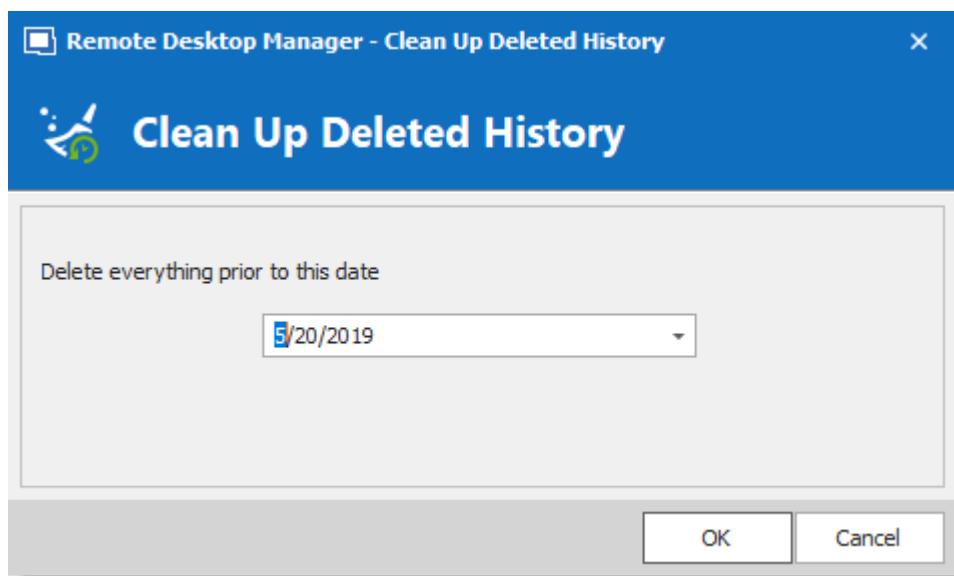 Remote Desktop Manager - Clean Up Deleted History
Clean Up Deleted History
Delete everything prior to this date
5/20/2019
OK Cancel